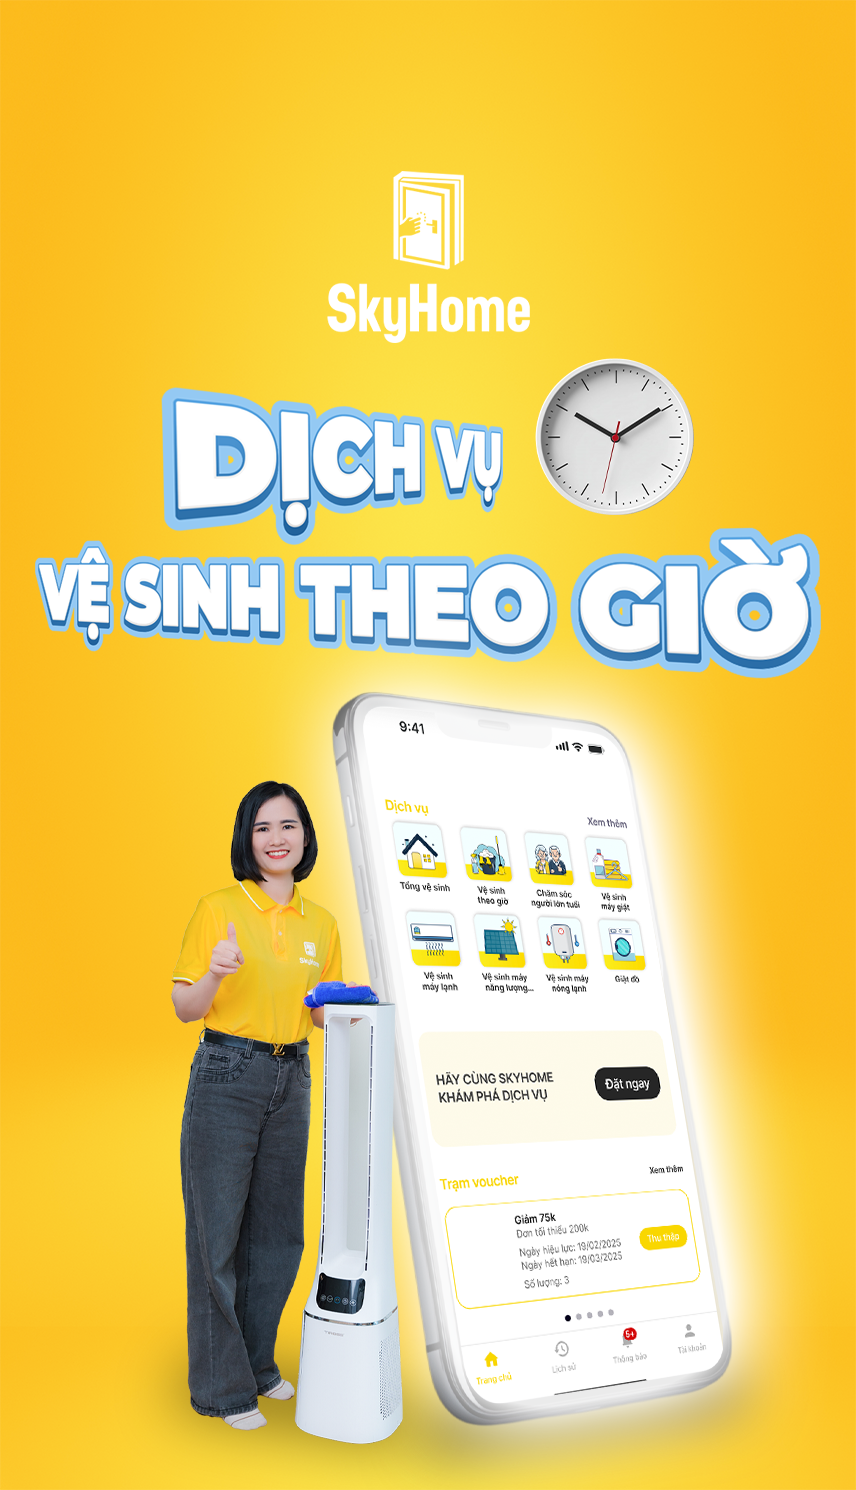 SkyHome
DỊCH VỤ
VỆ SINH THEO GIỜ
9:41
Dịch vụ
Xem thêm
Tổng vệ sinh
Vệ sinh
theo giờ
Chăm sóc
người lớn tuổi
Vệ sinh
máy giặt
Vệ sinh
máy lạnh
Vệ sinh máy
năng lượng...
Vệ sinh máy
nóng lạnh
Giặt đồ
SkyHome
HÃY CÙNG SKYHOME
KHÁM PHÁ DỊCH VỤ
Đặt ngay
Trạm voucher
Xem thêm
Giảm 75k
Đơn tối thiểu 200k
Ngày hiệu lực: 19/02/2025
Ngày hết hạn: 19/03/2025
Số lượng: 3
Thu thập
5+
Trang chủ
Lịch sử
Thông báo
Tài khoản